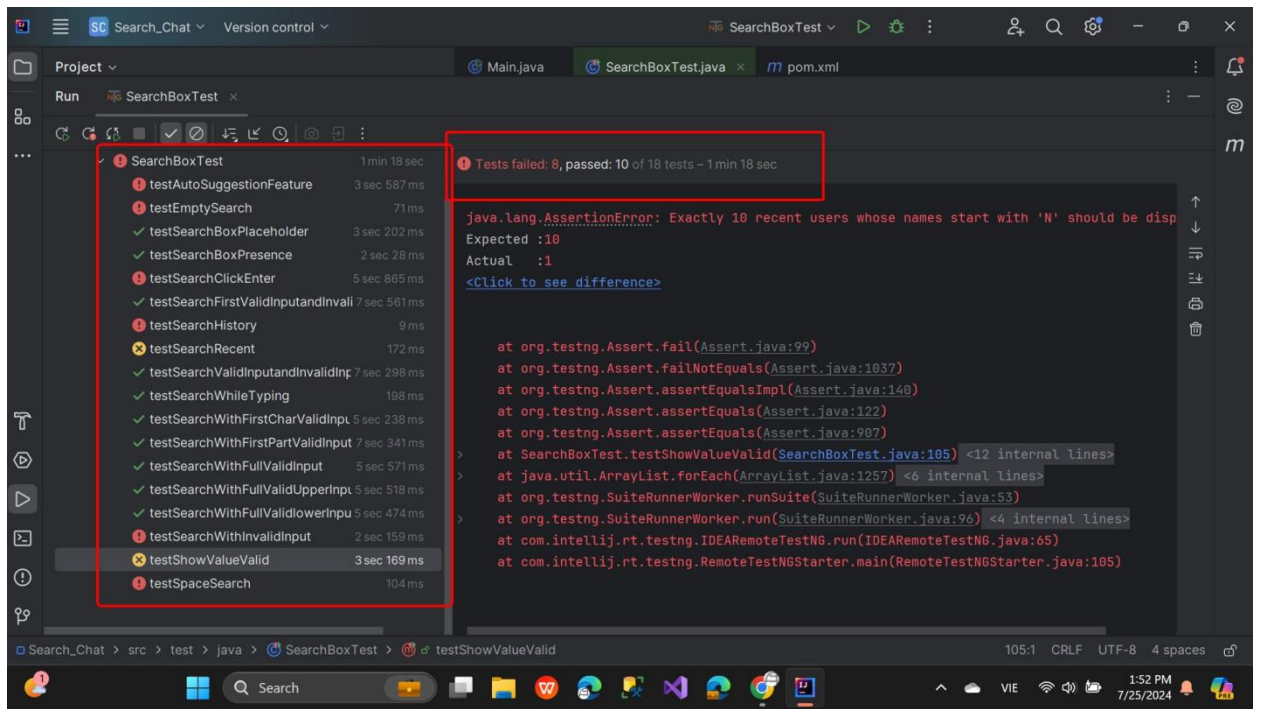 SC Search_Chat Version control SearchBoxTest
Project Main.java SearchBoxTest.java m pom.xml
Run SearchBoxTest
SearchBoxTest 1 min 18 sec
Tests failed: 8, passed: 10 of 18 tests – 1 min 18 sec
testAutoSuggestionFeature 3 sec 587 ms
testEmptySearch 71 ms
testSearchBoxPlaceholder 3 sec 202 ms
testSearchBoxPresence 2 sec 28 ms
testSearchClickEnter 5 sec 865 ms
testSearchFirstValidInputandInvali 7 sec 561 ms
testSearchHistory 9 ms
testSearchRecent 172 ms
testSearchValidInputandInvalidInp 7 sec 298 ms
testSearchWhileTyping 198 ms
testSearchWithFirstCharValidInpu 5 sec 238 ms
testSearchWithFirstPartValidInput 7 sec 341 ms
testSearchWithFullValidInput 5 sec 571 ms
testSearchWithFullValidUpperInpu 5 sec 518 ms
testSearchWithFullValidlowerInpu 5 sec 474 ms
testSearchWithInvalidInput 2 sec 159 ms
testShowValueValid 3 sec 169 ms
testSpaceSearch 104 ms
java.lang.AssertionError: Exactly 10 recent users whose names start with 'N' should be disp
Expected :10
Actual :1
<Click to see difference>
at org.testng.Assert.fail(Assert.java:99)
at org.testng.Assert.failNotEquals(Assert.java:1037)
at org.testng.Assert.assertEqualsImpl(Assert.java:140)
at org.testng.Assert.assertEquals(Assert.java:122)
at org.testng.Assert.assertEquals(Assert.java:907)
at SearchBoxTest.testShowValueValid(SearchBoxTest.java:105) <12 internal lines>
at java.util.ArrayList.forEach(ArrayList.java:1257) <6 internal lines>
at org.testng.SuiteRunnerWorker.runSuite(SuiteRunnerWorker.java:53)
at org.testng.SuiteRunnerWorker.run(SuiteRunnerWorker.java:96) <4 internal lines>
at com.intellij.rt.testng.IDEARemoteTestNG.run(IDEARemoteTestNG.java:65)
at com.intellij.rt.testng.RemoteTestNGStarter.main(RemoteTestNGStarter.java:105)
Search_Chat > src > test > java > SearchBoxTest > testShowValueValid 105:1 CRLF UTF-8 4 spaces
Search VIE 1:52 PM
7/25/2024